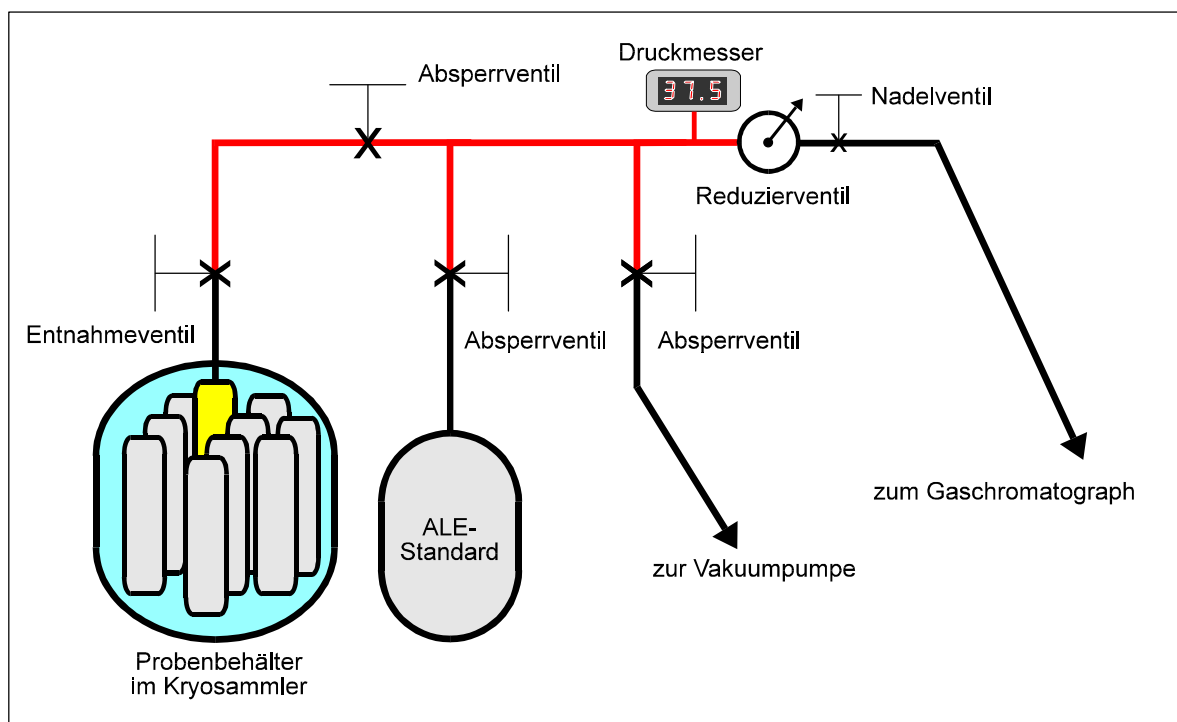 Druckmesser
Absperrventil
37.5
Nadelventil
Reduzierventil
Entnahmeventil
Absperrventil
Absperrventil
zum Gaschromatograph
ALE-
Standard
zur Vakuumpumpe
Probenbehälter
im Kryosammler